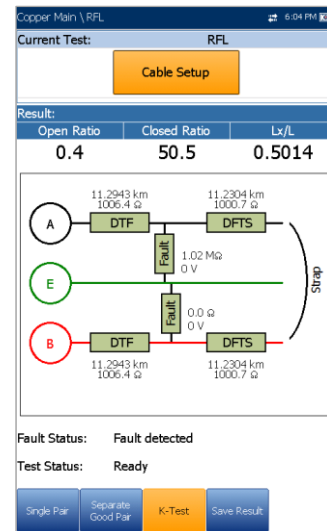 Copper Main \ RFL 6:04 PM
Current Test: RFL
Cable Setup
Result:
Open Ratio Closed Ratio Lx/L
0.4 50.5 0.5014
11.2943 km 11.2304 km
1006.4 Ω 1000.7 Ω
A DTF DFTS
Fault 1.02 MΩ
0 V
E Strap
Fault 0.0 Ω
0 V
B DTF DFTS
11.2943 km 11.2304 km
1006.4 Ω 1000.7 Ω
Fault Status: Fault detected
Test Status: Ready
Single Pair Separate Good Pair K-Test Save Result